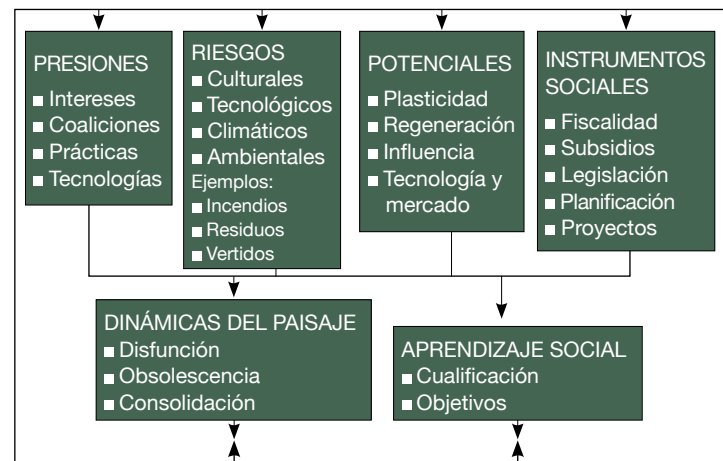 PRESIONES
■ Intereses
■ Coaliciones
■ Prácticas
■ Tecnologías
RIESGOS
■ Culturales
■ Tecnológicos
■ Climáticos
■ Ambientales
Ejemplos:
■ Incendios
■ Residuos
■ Vertidos
POTENCIALES
■ Plasticidad
■ Regeneración
■ Influencia
■ Tecnología y
mercado
INSTRUMENTOS
SOCIALES
■ Fiscalidad
■ Subsidios
■ Legislación
■ Planificación
■ Proyectos
DINÁMICAS DEL PAISAJE
■ Disfunción
■ Obsolescencia
■ Consolidación
APRENDIZAJE SOCIAL
■ Cualificación
■ Objetivos